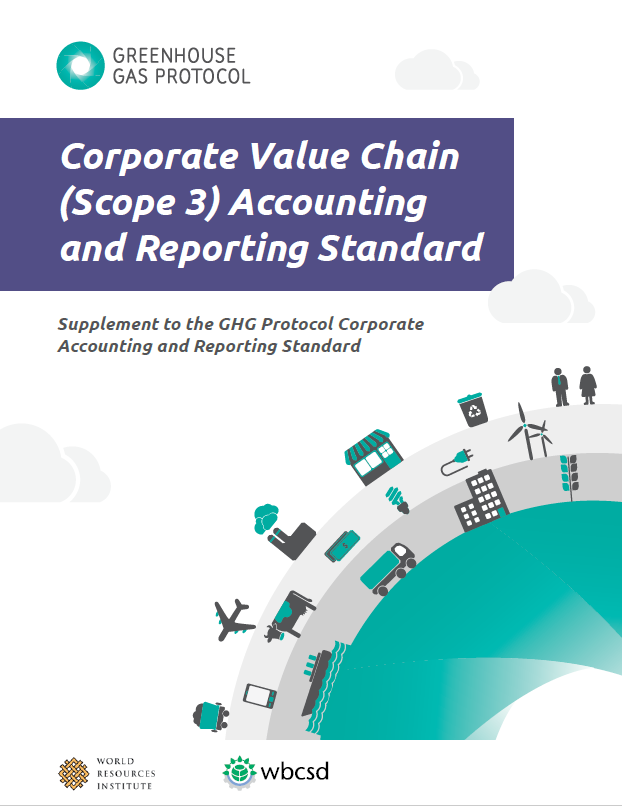 GREENHOUSE
GAS PROTOCOL
Corporate Value Chain
(Scope 3) Accounting
and Reporting Standard
Supplement to the GHG Protocol Corporate
Accounting and Reporting Standard
WORLD
RESOURCES
INSTITUTE
wbcsd